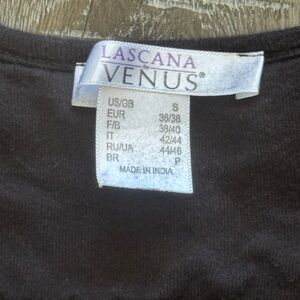 LASCANA
VENUS®
US/GB S
EUR 36/38
F/B 38/40
IT 42/44
RU/UA 44/46
BR P
MADE IN INDIA